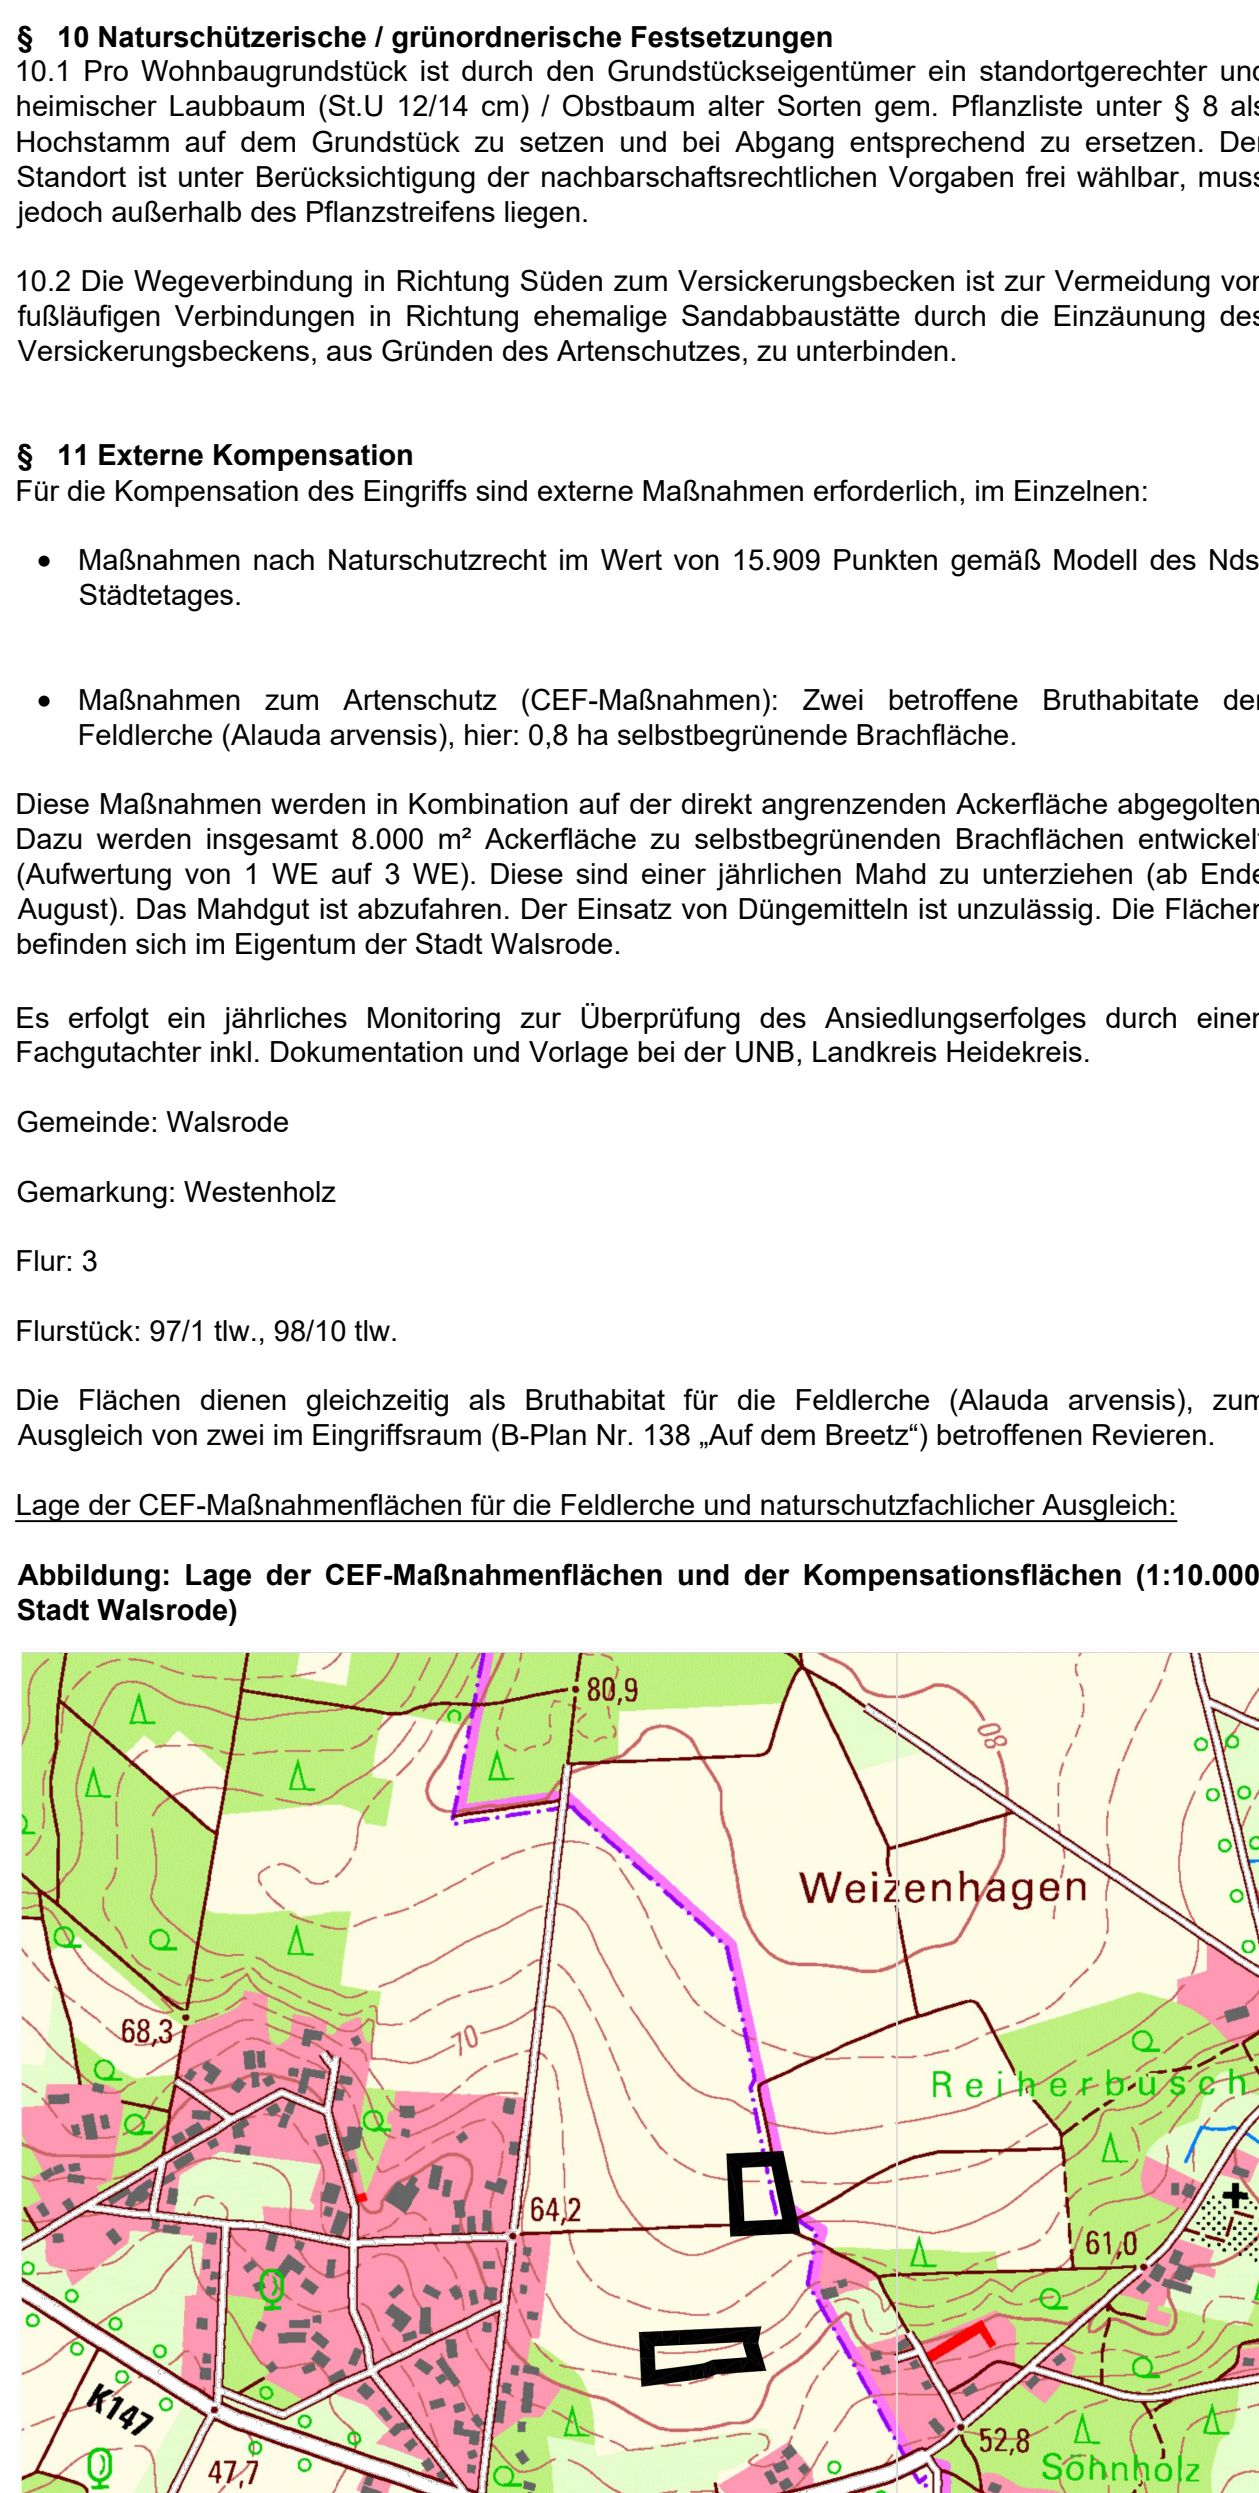 § 10 Naturschützerische / grünordnerische Festsetzungen
10.1 Pro Wohnbaugrundstück ist durch den Grundstückseigentümer ein standortgerechter und
heimischer Laubbaum (St.U 12/14 cm) / Obstbaum alter Sorten gem. Pflanzliste unter § 8 als
Hochstamm auf dem Grundstück zu setzen und bei Abgang entsprechend zu ersetzen. Der
Standort ist unter Berücksichtigung der nachbarschaftsrechtlichen Vorgaben frei wählbar, muss
jedoch außerhalb des Pflanzstreifens liegen.
10.2 Die Wegeverbindung in Richtung Süden zum Versickerungsbecken ist zur Vermeidung von
fußläufigen Verbindungen in Richtung ehemalige Sandabbaustätte durch die Einzäunung des
Versickerungsbeckens, aus Gründen des Artenschutzes, zu unterbinden.
§ 11 Externe Kompensation
Für die Kompensation des Eingriffs sind externe Maßnahmen erforderlich, im Einzelnen:
• Maßnahmen nach Naturschutzrecht im Wert von 15.909 Punkten gemäß Modell des Nds
Städtetages.
• Maßnahmen zum Artenschutz (CEF-Maßnahmen): Zwei betroffene Bruthabitate der
Feldlerche (Alauda arvensis), hier: 0,8 ha selbstbegrünende Brachfläche.
Diese Maßnahmen werden in Kombination auf der direkt angrenzenden Ackerfläche abgegolten
Dazu werden insgesamt 8.000 m² Ackerfläche zu selbstbegrünenden Brachflächen entwickelt
(Aufwertung von 1 WE auf 3 WE). Diese sind einer jährlichen Mahd zu unterziehen (ab Ende
August). Das Mahdgut ist abzufahren. Der Einsatz von Düngemitteln ist unzulässig. Die Flächen
befinden sich im Eigentum der Stadt Walsrode.
Es erfolgt ein jährliches Monitoring zur Überprüfung des Ansiedlungserfolges durch einen
Fachgutachter inkl. Dokumentation und Vorlage bei der UNB, Landkreis Heidekreis.
Gemeinde: Walsrode
Gemarkung: Westenholz
Flur: 3
Flurstück: 97/1 tlw., 98/10 tlw.
Die Flächen dienen gleichzeitig als Bruthabitat für die Feldlerche (Alauda arvensis), zum
Ausgleich von zwei im Eingriffsraum (B-Plan Nr. 138 „Auf dem Breetz“) betroffenen Revieren.
Lage der CEF-Maßnahmenflächen für die Feldlerche und naturschutzfachlicher Ausgleich:
Abbildung: Lage der CEF-Maßnahmenflächen und der Kompensationsflächen (1:10.000
Stadt Walsrode)
80,9
80
Weizenhagen
68,3
70
Reiherbusch
64,2
61,0
K147
52,8
47,7
Söhnholz